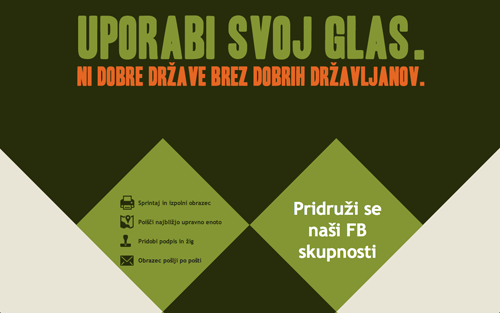 UPORABI SVOJ GLAS.
NI DOBRE DRŽAVE BREZ DOBRIH DRŽAVLJANOV.
Sprintaj in izpolni obrazec
Poišči najbližjo upravno enoto
Pridobi podpis in žig
Obrazec pošlji po pošti
Pridruži se
naši FB
skupnosti